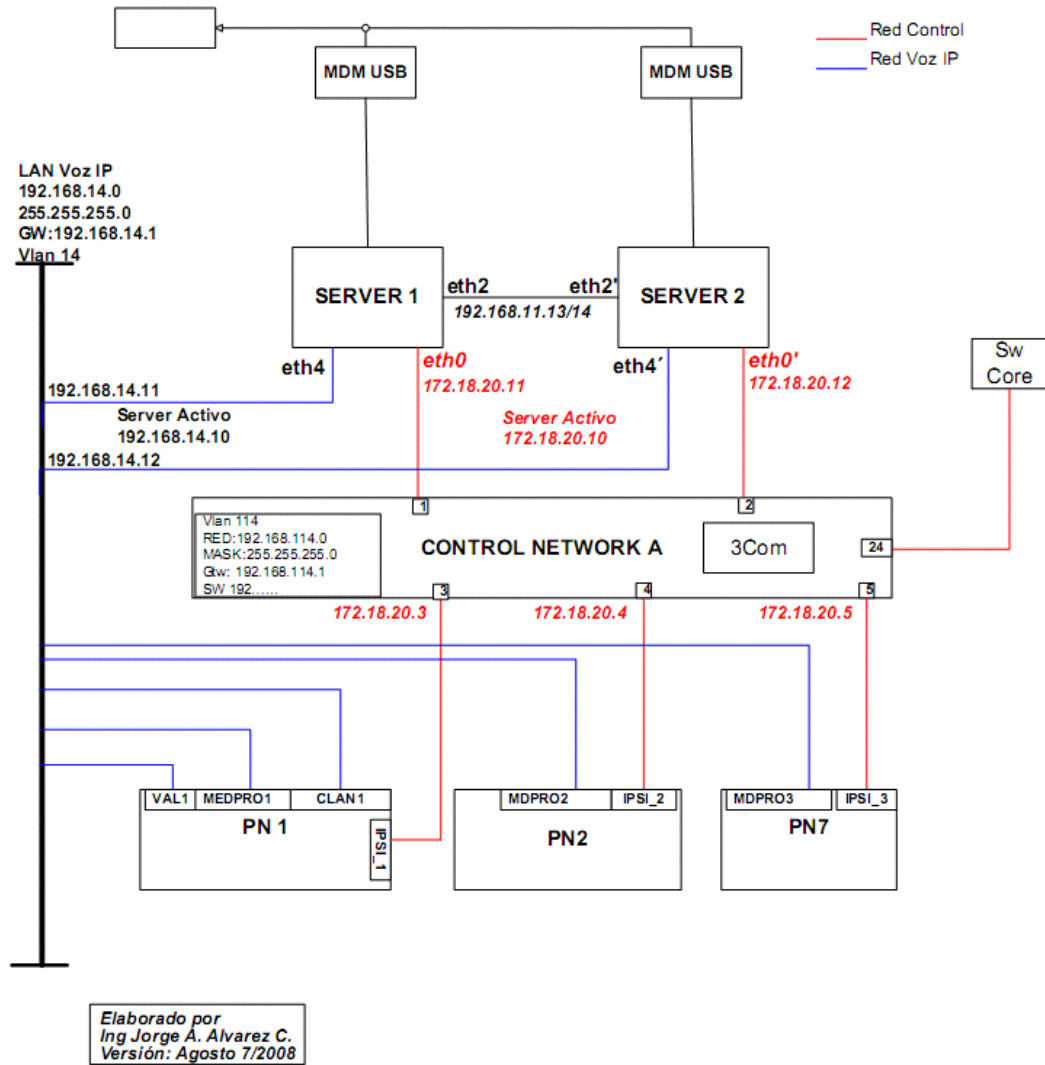 Red Control
Red Voz IP
MDM USB
MDM USB
LAN Voz IP
192.168.14.0
255.255.255.0
GW:192.168.14.1
Vlan 14
SERVER 1
eth2
eth2'
192.168.11.13/14
SERVER 2
eth4
eth0
172.18.20.11
eth4´
eth0'
172.18.20.12
Sw
Core
192.168.14.11
Server Activo
192.168.14.10
Server Activo
172.18.20.10
192.168.14.12
1
2
Vlan 114
RED:192.168.114.0
MASK:255.255.255.0
Gtw: 192.168.114.1
SW 192......
CONTROL NETWORK A
3Com
24
3
4
5
172.18.20.3
172.18.20.4
172.18.20.5
VAL1
MEDPRO1
CLAN1
PN 1
IPSI_1
MDPRO2
IPSI_2
PN2
MDPRO3
IPSI_3
PN7
Elaborado por
Ing Jorge A. Alvarez C.
Versión: Agosto 7/2008